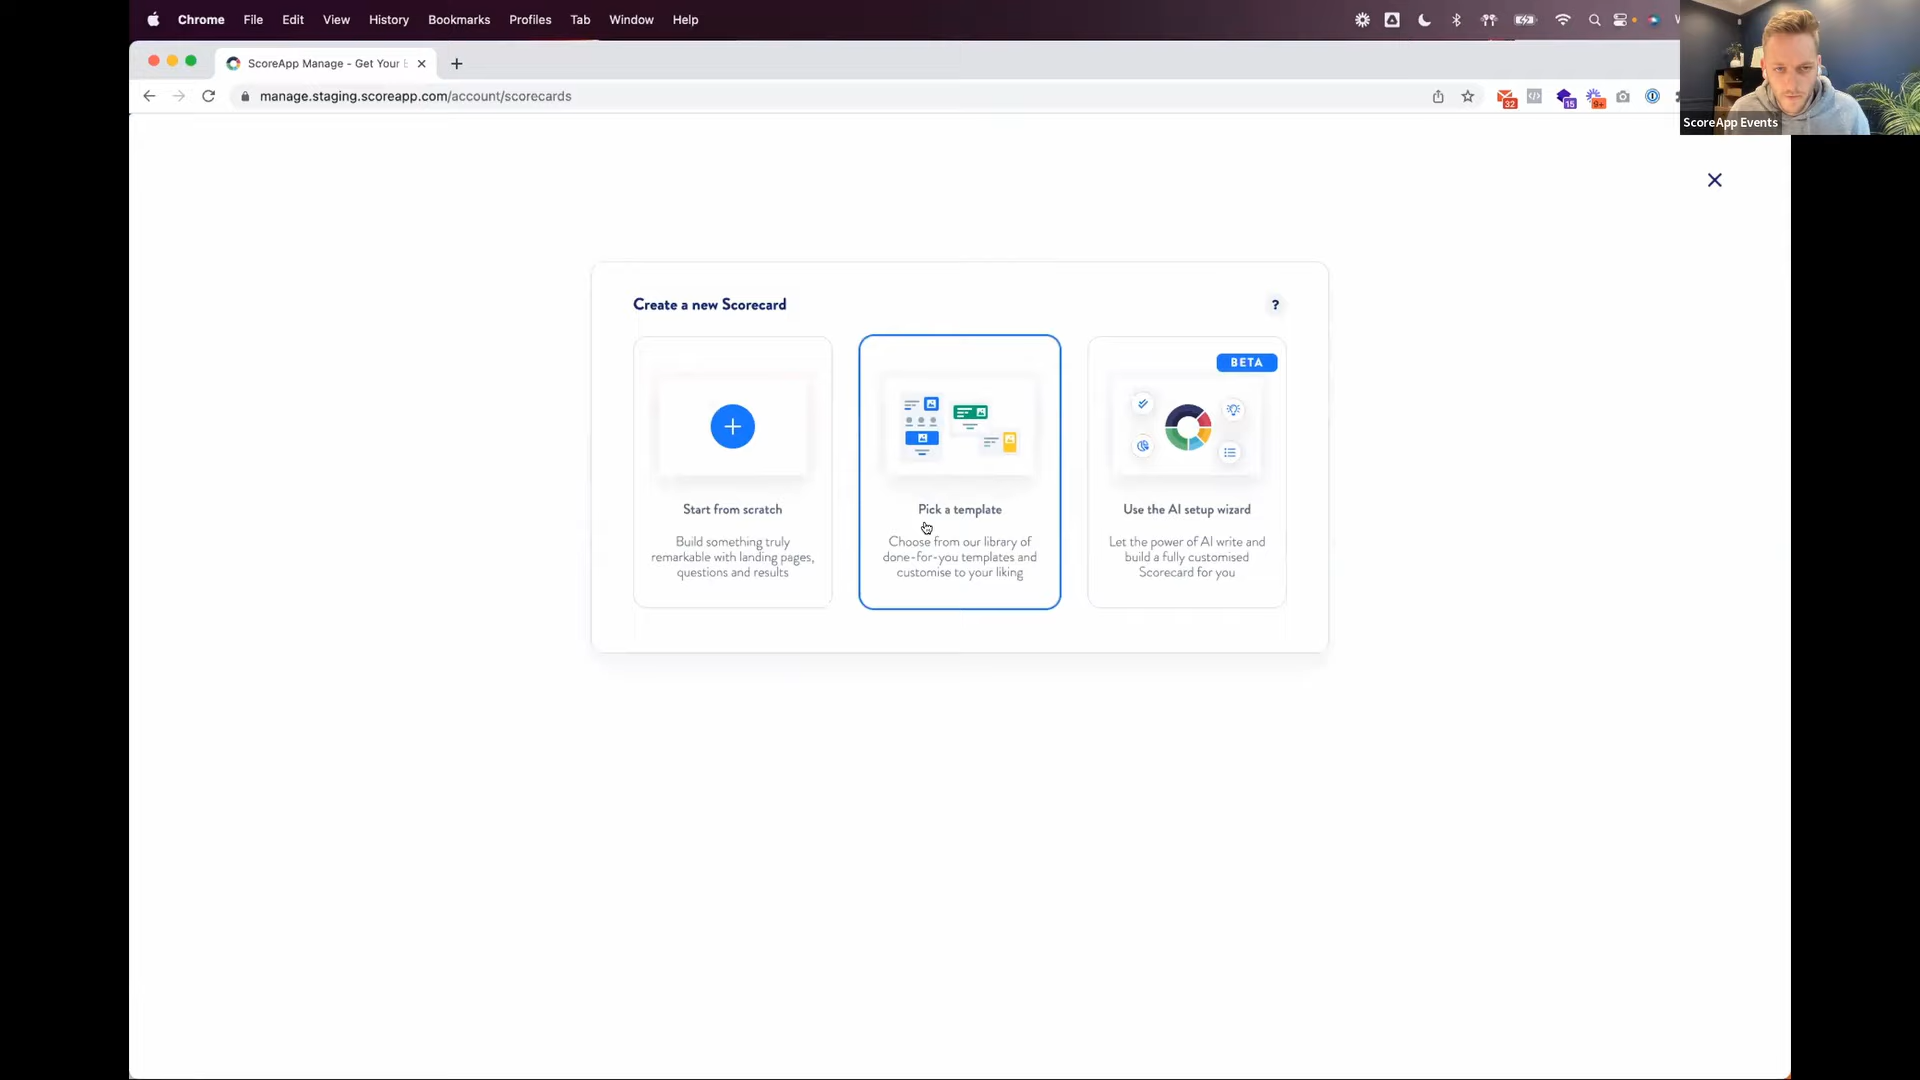 Chrome File Edit View History Bookmarks Profiles Tab Window Help
ScoreApp Manage - Get Your
manage.staging.scoreapp.com/account/scorecards
32
15
9+
ScoreApp Events
Create a new Scorecard
?
BETA
Start from scratch
Build something truly
remarkable with landing pages,
questions and results
Pick a template
Choose from our library of
done-for-you templates and
customise to your liking
Use the AI setup wizard
Let the power of AI write and
build a fully customised
Scorecard for you